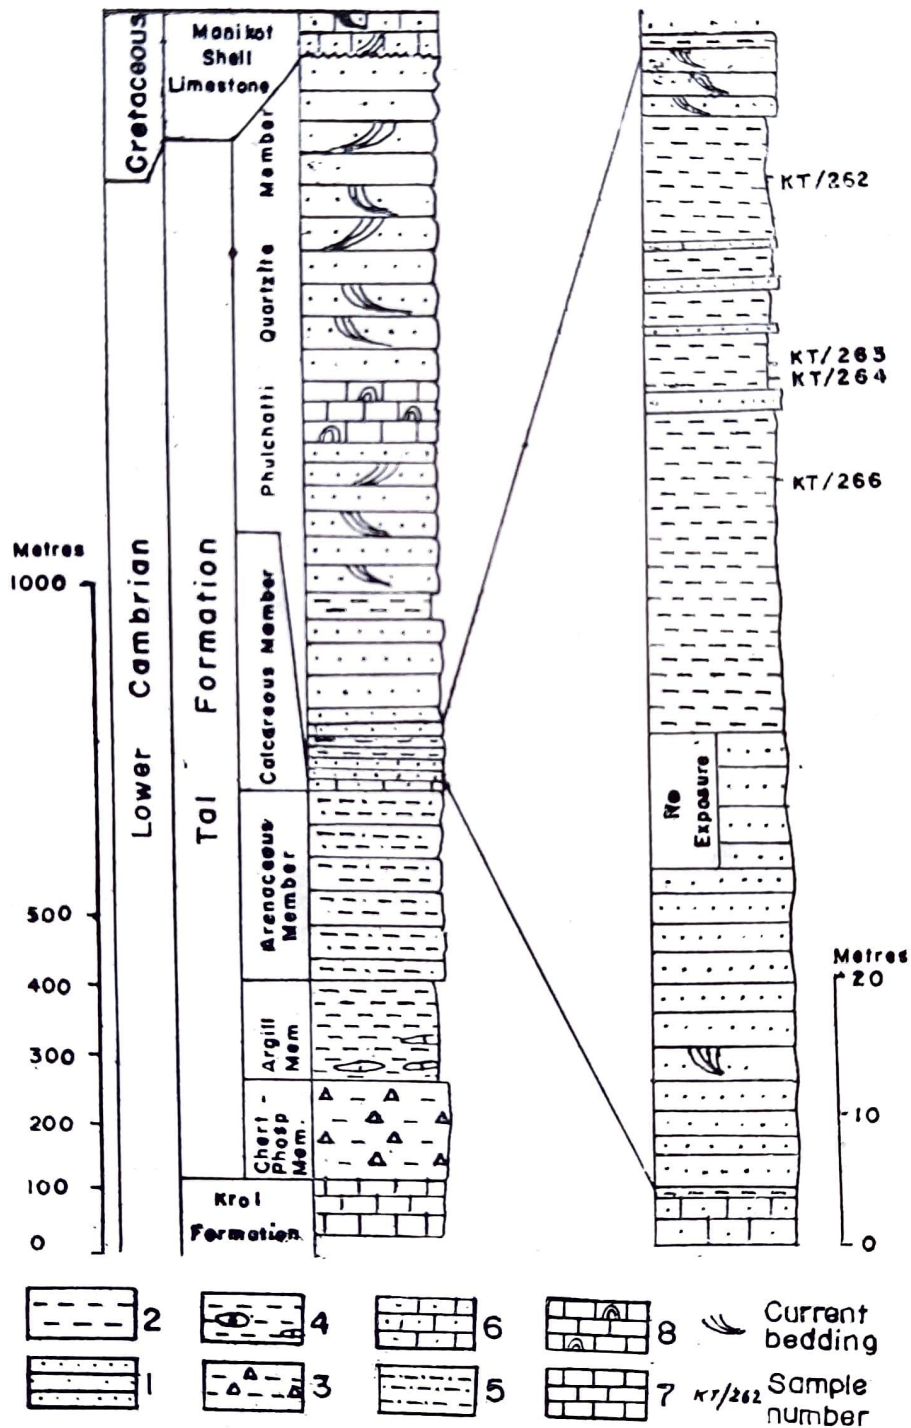 Cretaceous
Manikot
Shell
Limestone
Lower Cambrian
Tal Formation
Phulchatti Quartzite Member
Calcareous Member
Arenaceous
Member
Argill
Mem
Chert -
Phosp
Mem.
Krol
Formation
Metres
1000
500
400
300
200
100
0
KT/262
KT/263
KT/264
KT/266
No
Exposure
Metres
20
10
0
2
4
6
8
Current
bedding
1
3
5
7
KT/262
Sample
number